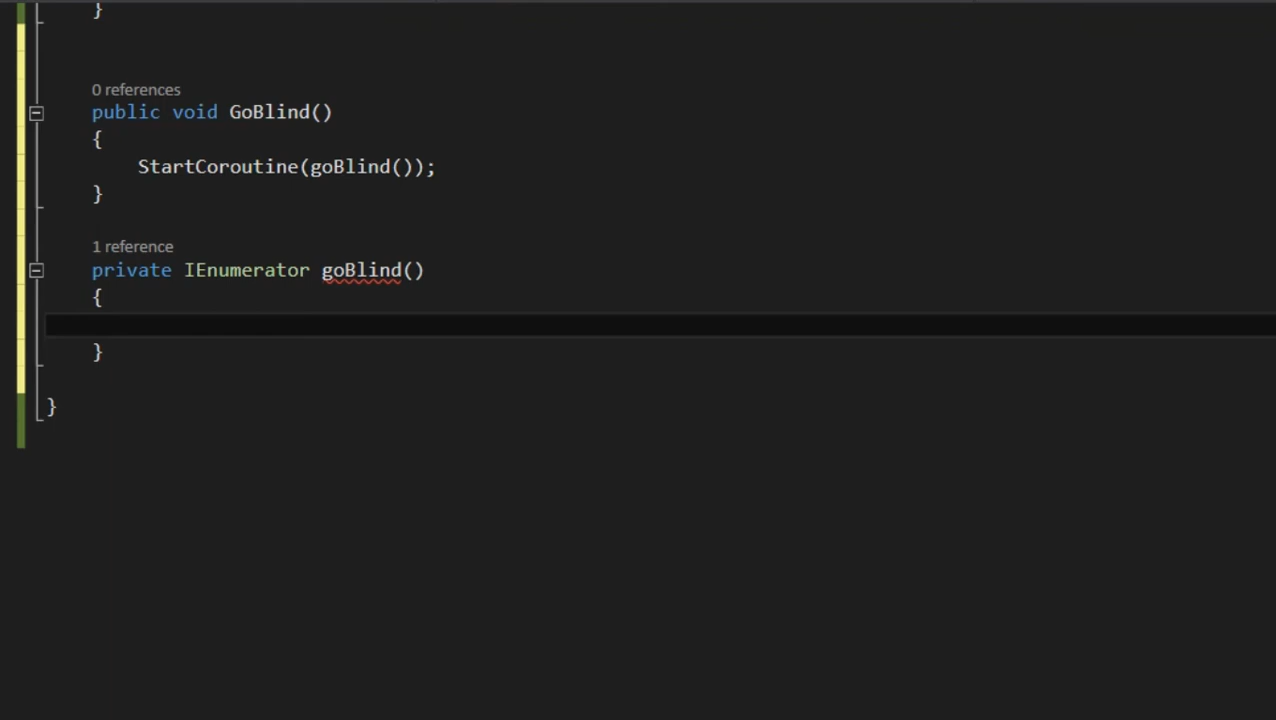 }
0 references
public void GoBlind()
{
StartCoroutine(goBlind());
}
1 reference
private IEnumerator goBlind()
{
}
}